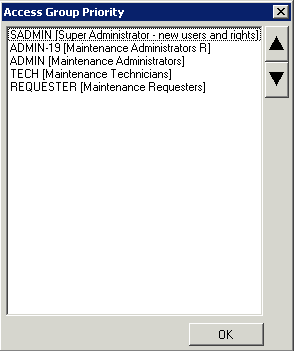 Access Group Priority
SADMIN [Super Administrator - new users and rights]
ADMIN-19 [Maintenance Administrators R]
ADMIN [Maintenance Administrators]
TECH [Maintenance Technicians]
REQUESTER [Maintenance Requesters]
OK